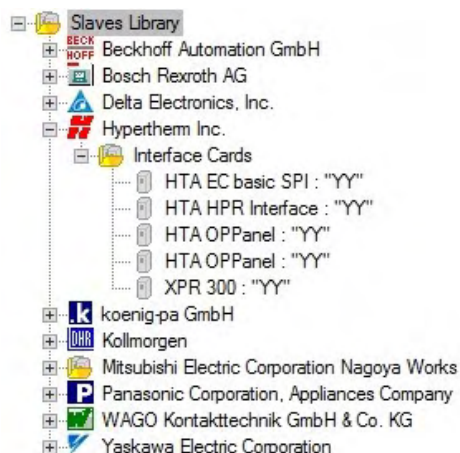 Slaves Library
BECK
HOFF
Beckhoff Automation GmbH
Bosch Rexroth AG
Delta Electronics, Inc.
Hypertherm Inc.
Interface Cards
HTA EC basic SPI : "YY"
HTA HPR Interface : "YY"
HTA OPPanel : "YY"
HTA OPPanel : "YY"
XPR 300 : "YY"
.k koenig-pa GmbH
DHR Kollmorgen
Mitsubishi Electric Corporation Nagoya Works
P Panasonic Corporation, Appliances Company
WAGO Kontakttechnik GmbH & Co. KG
Yaskawa Electric Corporation